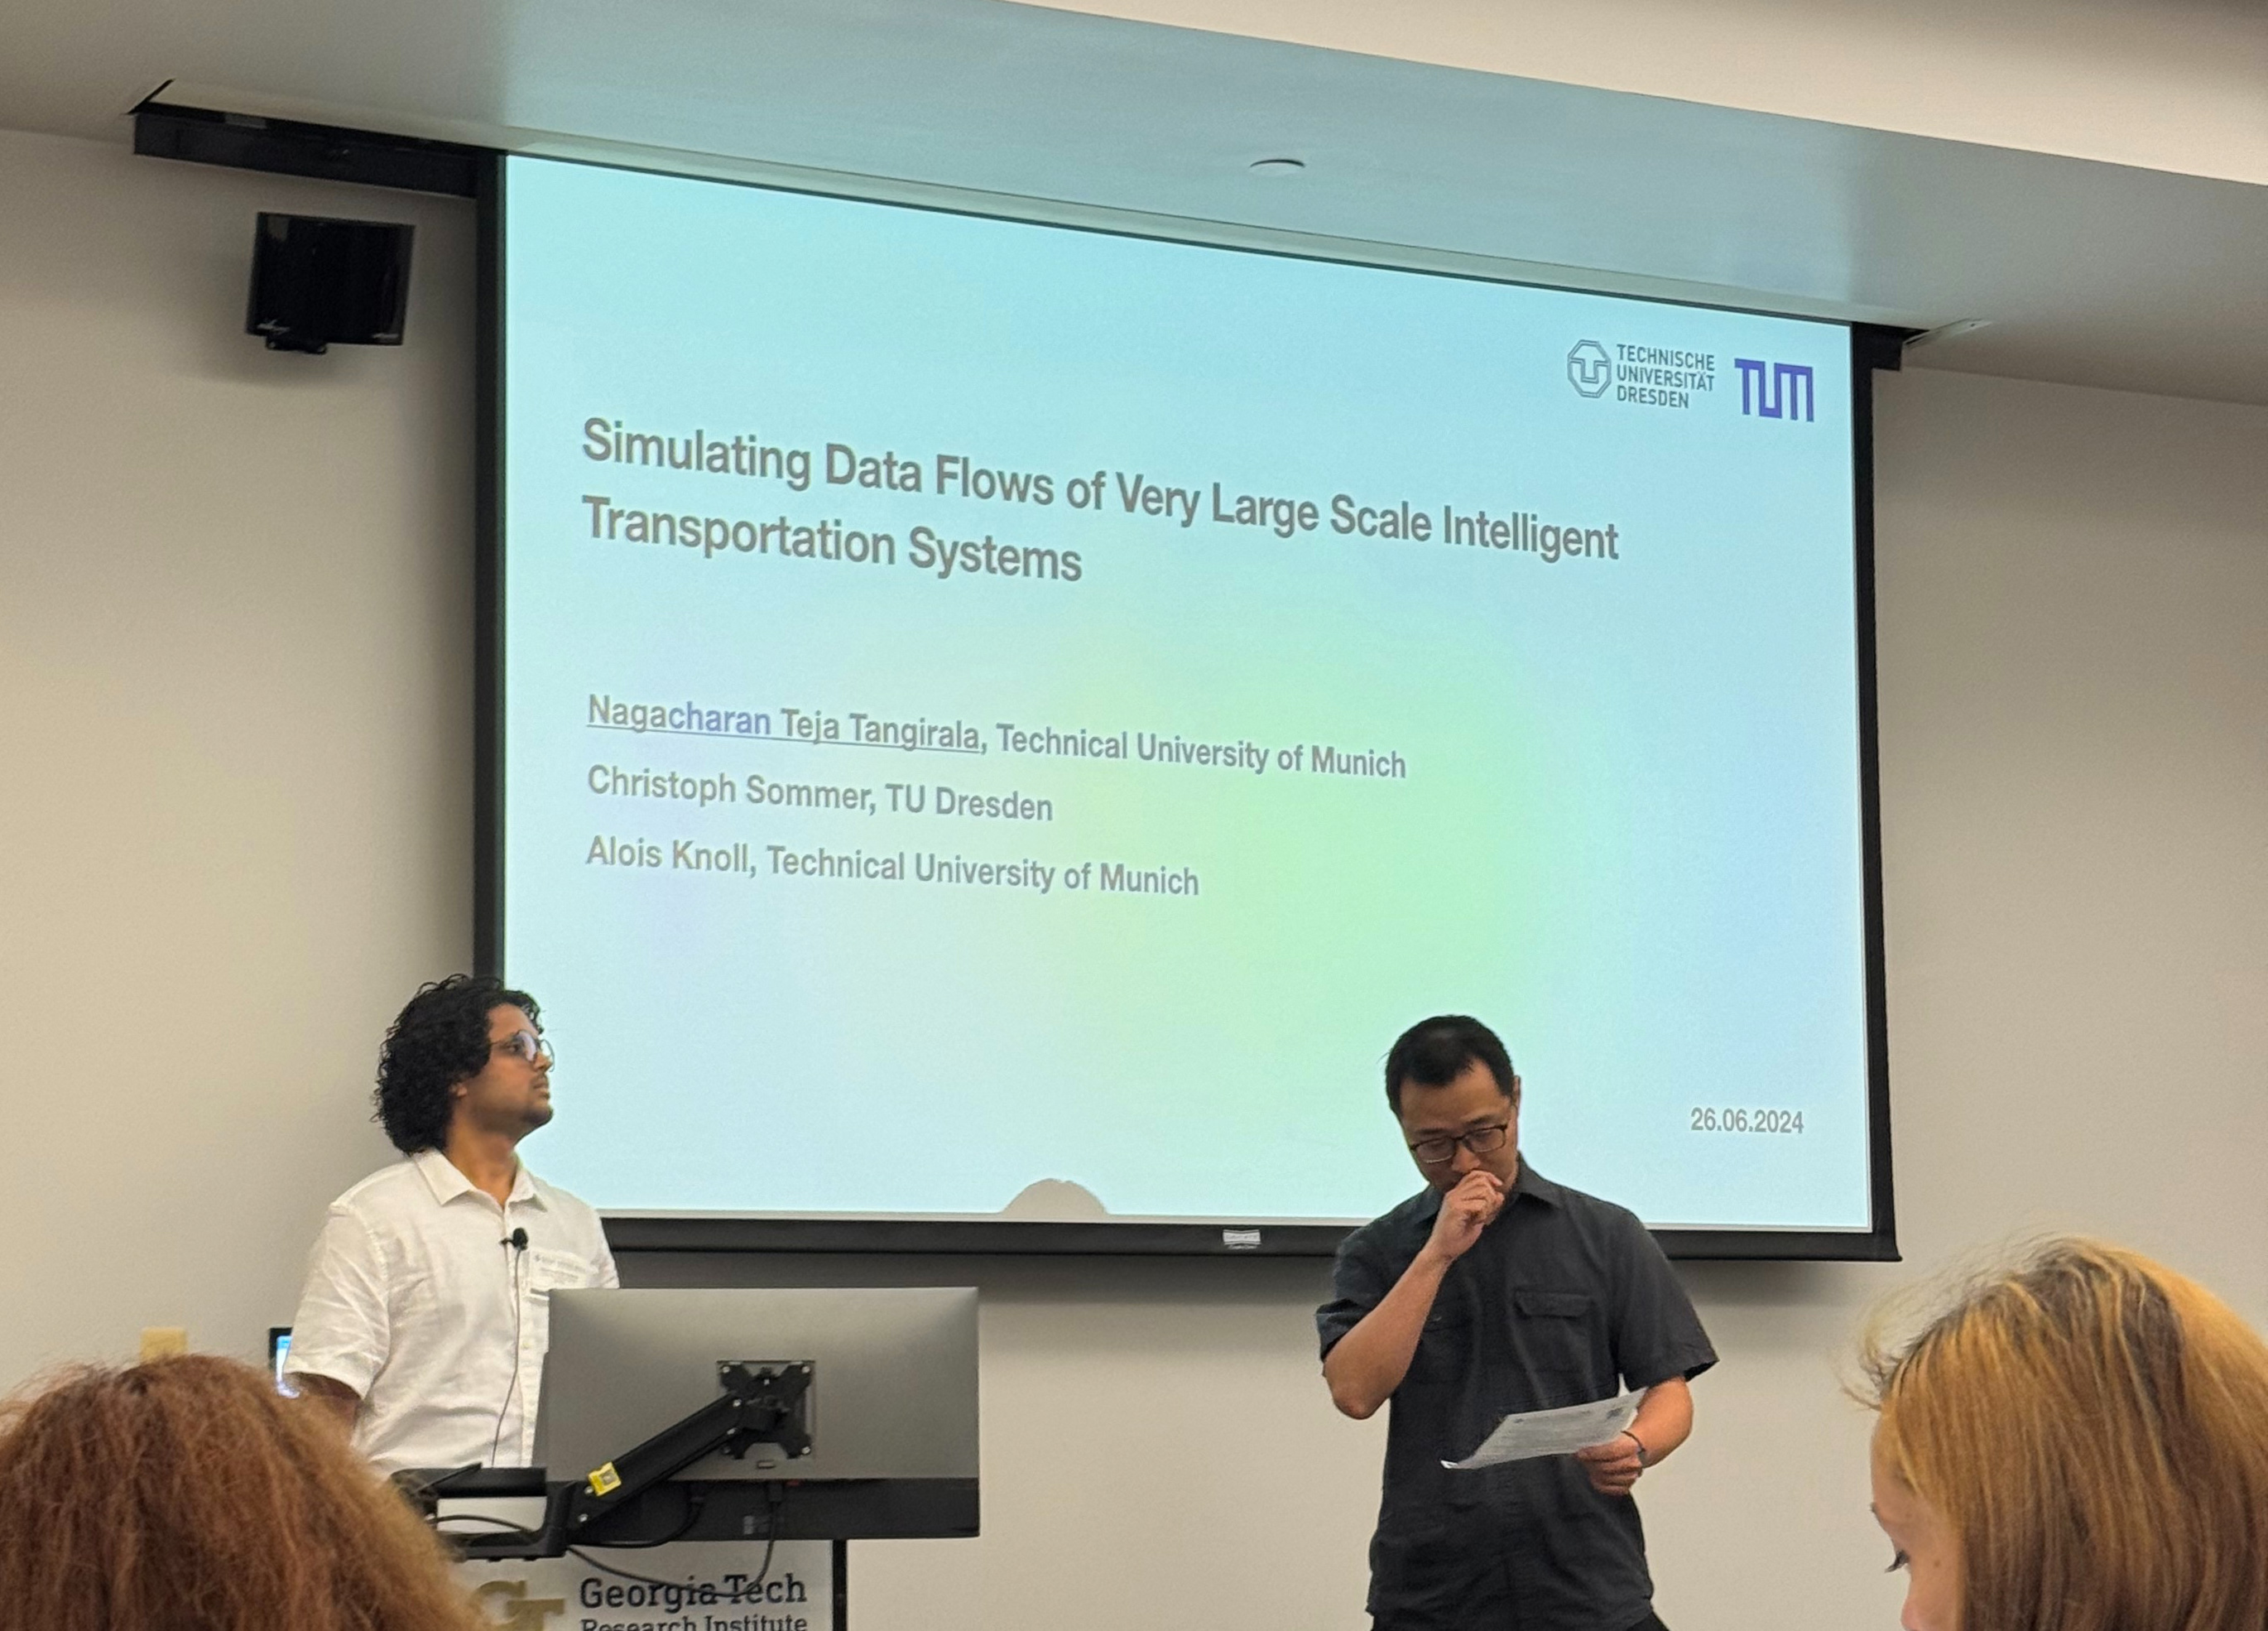 TECHNISCHE
UNIVERSITÄT
DRESDEN
TUM
Simulating Data Flows of Very Large Scale Intelligent
Transportation Systems
Nagacharan Teja Tangirala, Technical University of Munich
Christoph Sommer, TU Dresden
Alois Knoll, Technical University of Munich
26.06.2024
GT
Georgia Tech
Research Institute